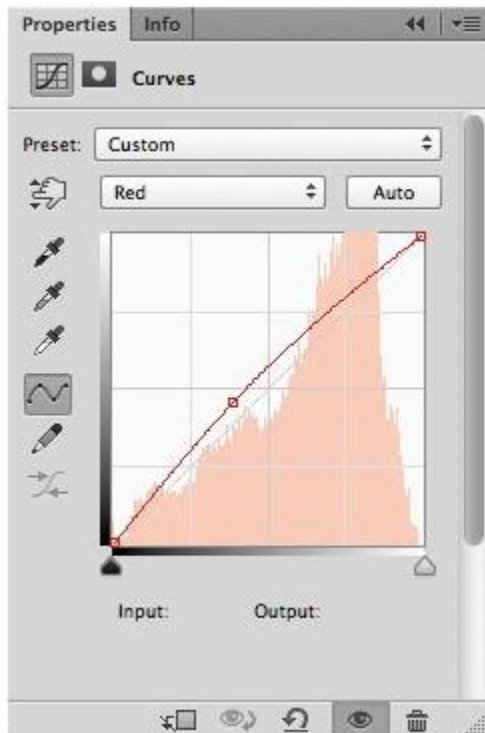 Properties Info
Curves
Preset: Custom
Red Auto
Input: Output: